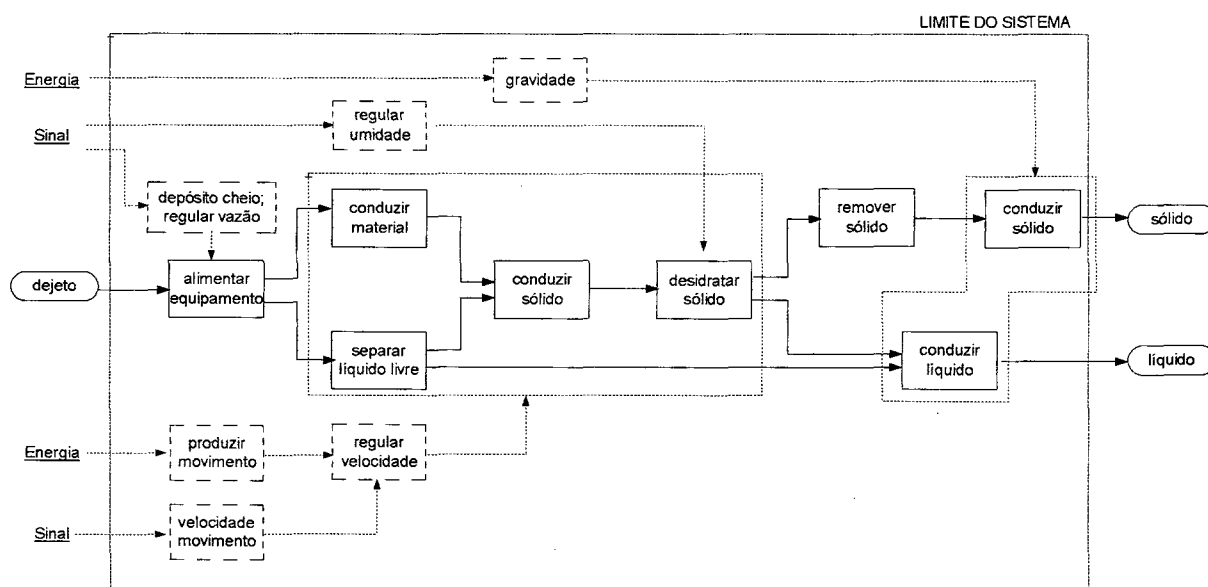 LIMITE DO SISTEMA
Energia
gravidade
regular
umidade
Sinal
depósito cheio;
regular vazão
conduzir
material
remover
sólido
conduzir
sólido
sólido
dejeto
alimentar
equipamento
conduzir
sólido
desidratar
sólido
separar
líquido livre
conduzir
líquido
líquido
Energia
produzir
movimento
regular
velocidade
Sinal
velocidade
movimento